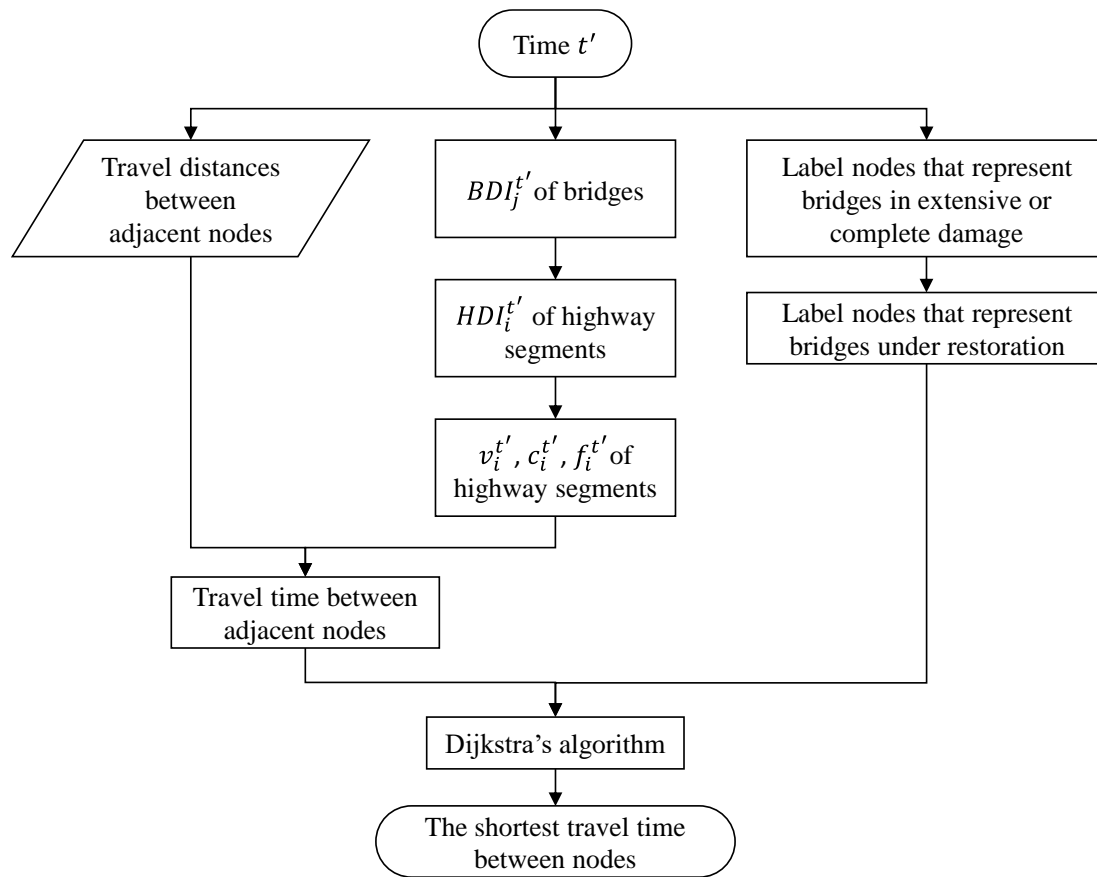 Time t′
Travel distances
between
adjacent nodes
BDI_j^{t′} of bridges
Label nodes that represent
bridges in extensive or
complete damage
HDI_i^{t′} of highway
segments
Label nodes that represent
bridges under restoration
v_i^{t′}, c_i^{t′}, f_i^{t′} of
highway segments
Travel time between
adjacent nodes
Dijkstra’s algorithm
The shortest travel time
between nodes